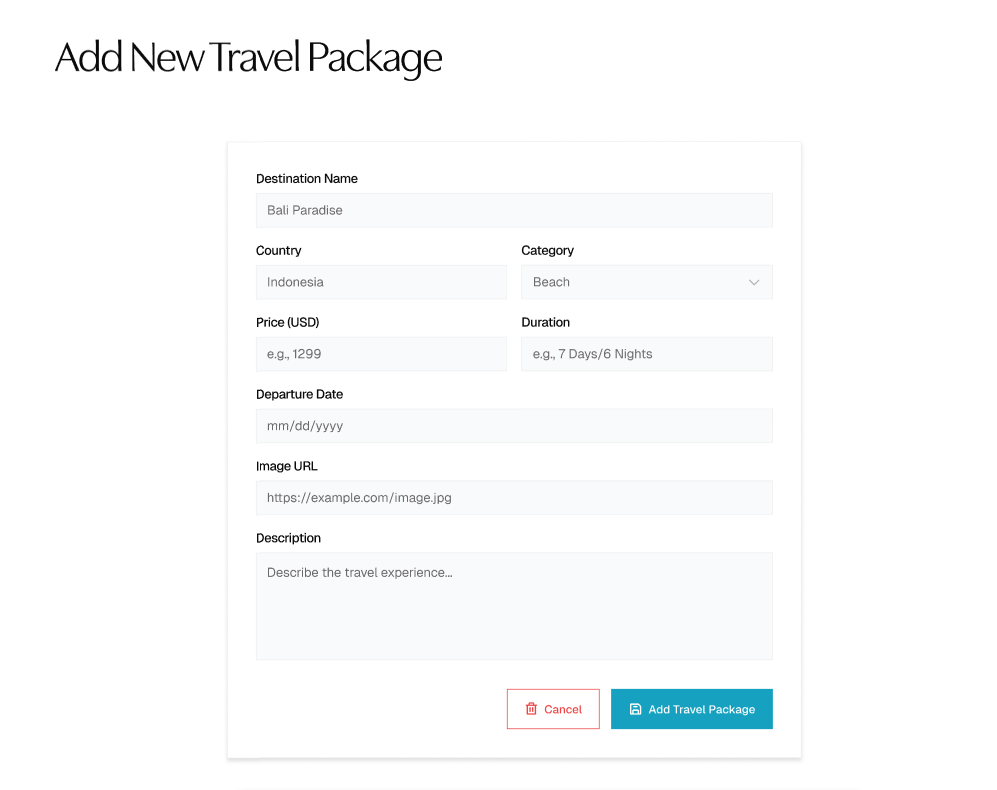 Add New Travel Package
Destination Name
Bali Paradise
Country
Category
Indonesia
Beach
Price (USD)
Duration
e.g., 1299
e.g., 7 Days/6 Nights
Departure Date
mm/dd/yyyy
Image URL
https://example.com/image.jpg
Description
Describe the travel experience...
Cancel
Add Travel Package